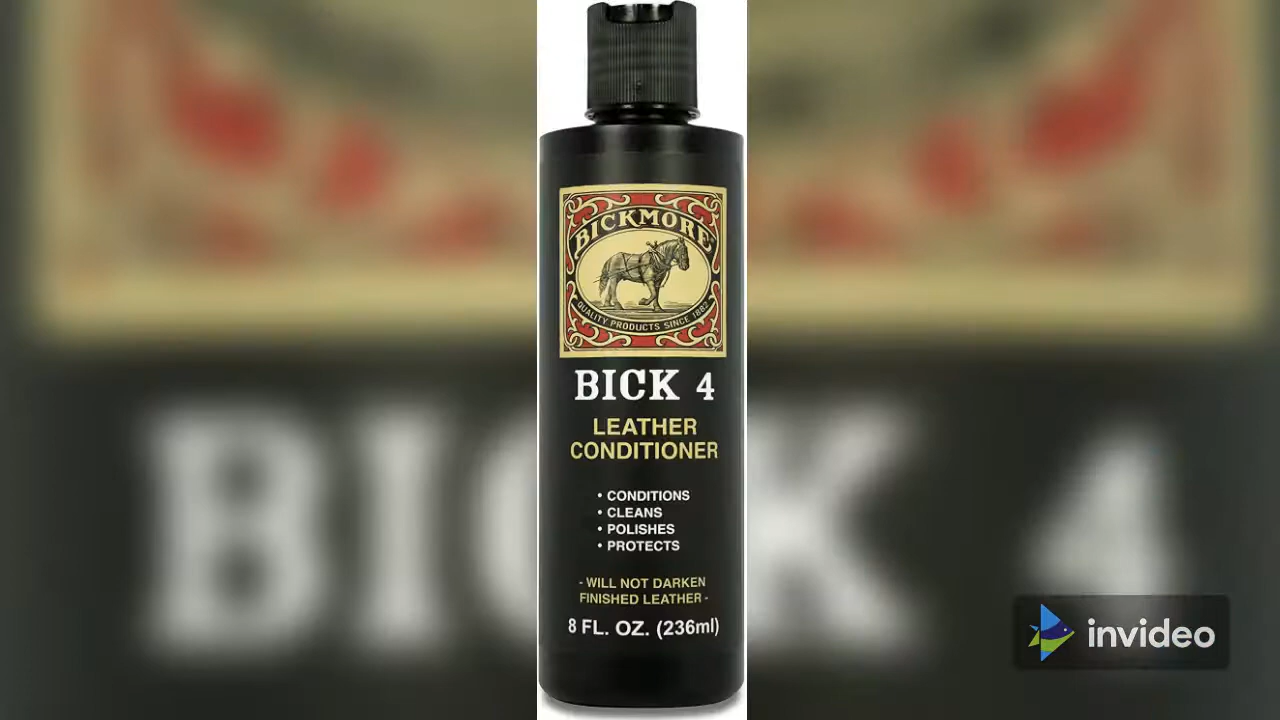 BICKMORE
QUALITY PRODUCTS SINCE 1882
BICK 4
LEATHER
CONDITIONER
• CONDITIONS
• CLEANS
• POLISHES
• PROTECTS
- WILL NOT DARKEN
FINISHED LEATHER -
8 FL. OZ. (236ml)
invideo